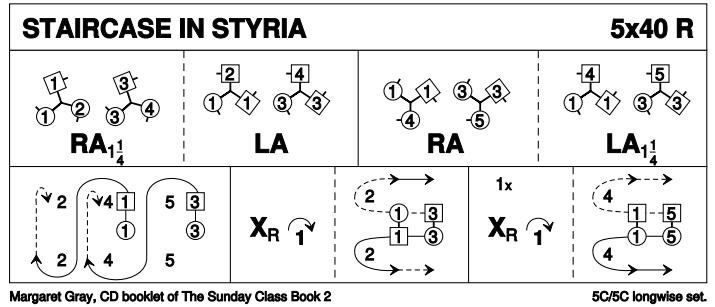 STAIRCASE IN STYRIA 5x40 R
1 3 2 4 4 5
1 2 3 4 1 1 3 3 1 1 3 3 1 1 3 3
4 5
RA1¼ LA RA LA1¼
2 4 1 5 3 2 1x 4
1 3 1 3 1 5
XR 1 1 3 XR 1 1 5
2 4 5 2 4
Margaret Gray, CD booklet of The Sunday Class Book 2 5C/5C longwise set.